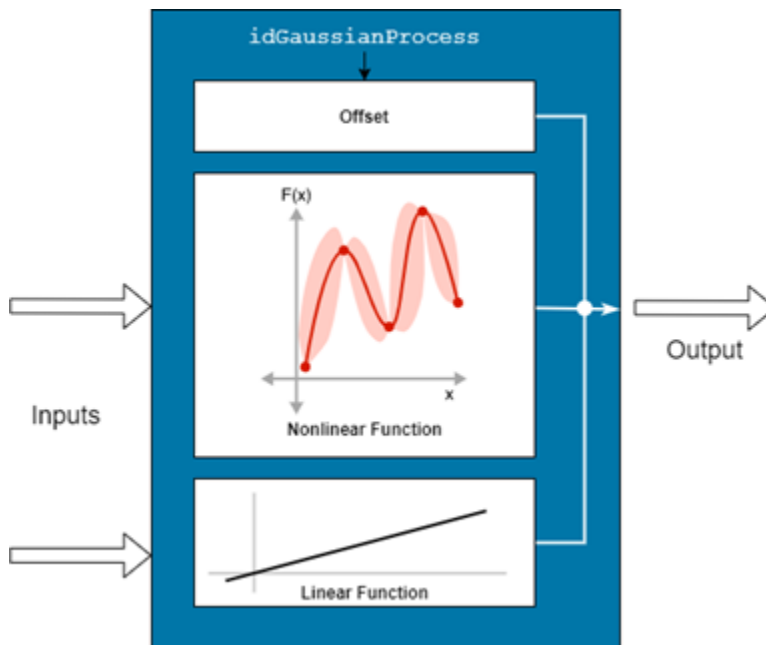 idGaussianProcess
Offset
F(x)
x
Nonlinear Function
Inputs
Output
Linear Function